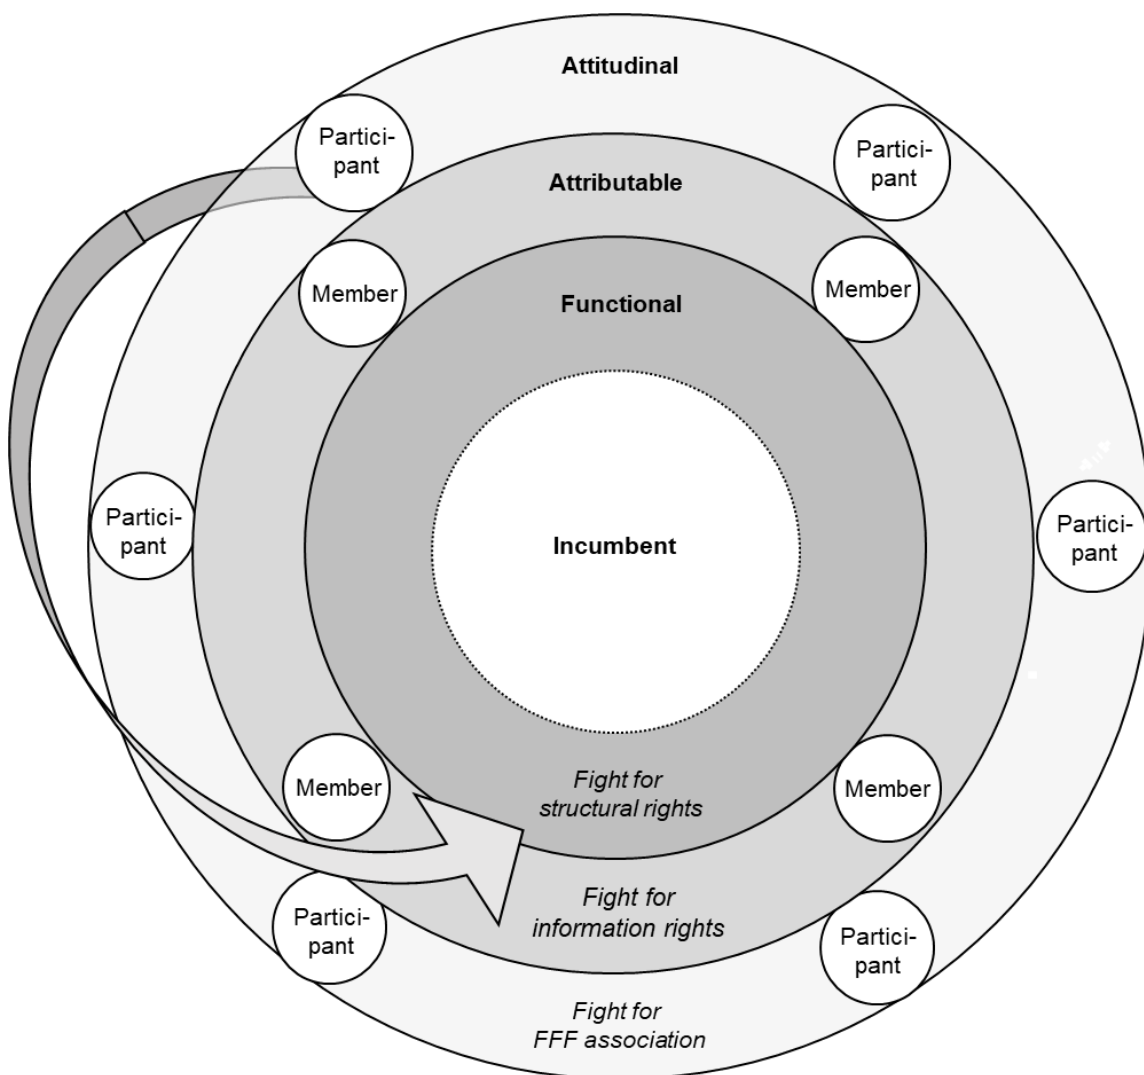 Attitudinal
Partici-
pant
Partici-
pant
Attributable
Member
Member
Functional
Partici-
pant
Incumbent
Partici-
pant
Member
Fight for
structural rights
Member
Partici-
pant
Fight for
information rights
Partici-
pant
Fight for
FFF association